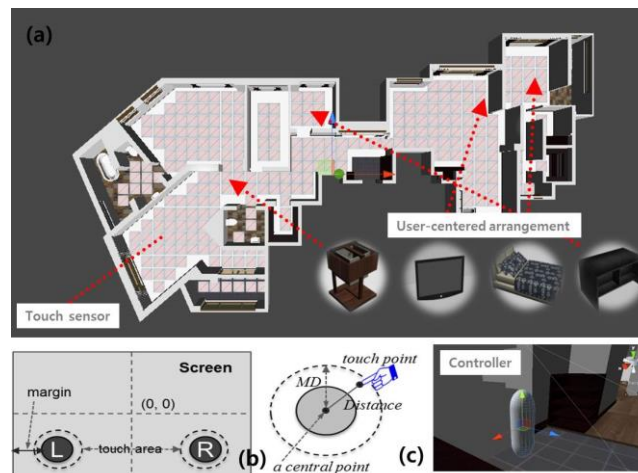 (a)
User-centered arrangement
Touch sensor
Screen
margin
(0, 0)
L
touch area
R
(b)
touch point
MD
Distance
a central point
Controller
(c)